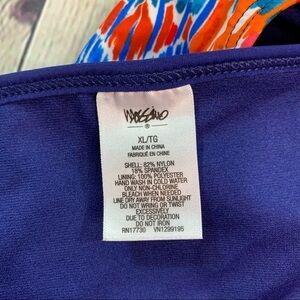 Mossimo
®
XL/TG
MADE IN CHINA
FABRIQUÉ EN CHINE
SHELL: 82% NYLON
18% SPANDEX
LINING: 100% POLYESTER
HAND WASH IN COLD WATER
ONLY NON-CHLORINE
BLEACH WHEN NEEDED
LINE DRY AWAY FROM SUNLIGHT
DO NOT WRING OR TWIST
EXCESSIVELY
DUE TO DECORATION
DO NOT IRON
RN17730 VN1299195